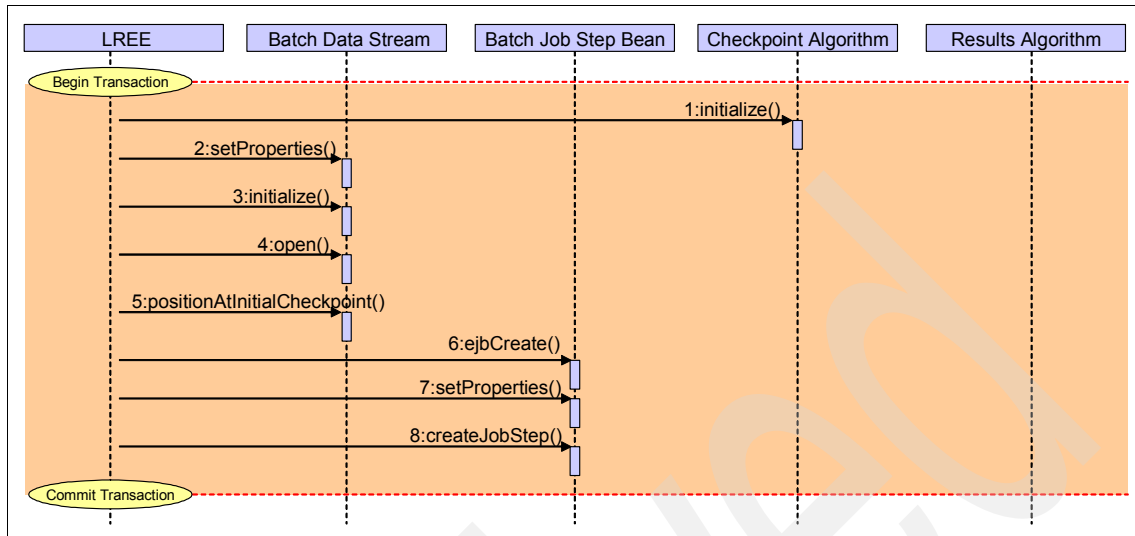 LREE
Batch Data Stream
Batch Job Step Bean
Checkpoint Algorithm
Results Algorithm
Begin Transaction
1:initialize()
2:setProperties()
3:initialize()
4:open()
5:positionAtInitialCheckpoint()
6:ejbCreate()
7:setProperties()
8:createJobStep()
Commit Transaction